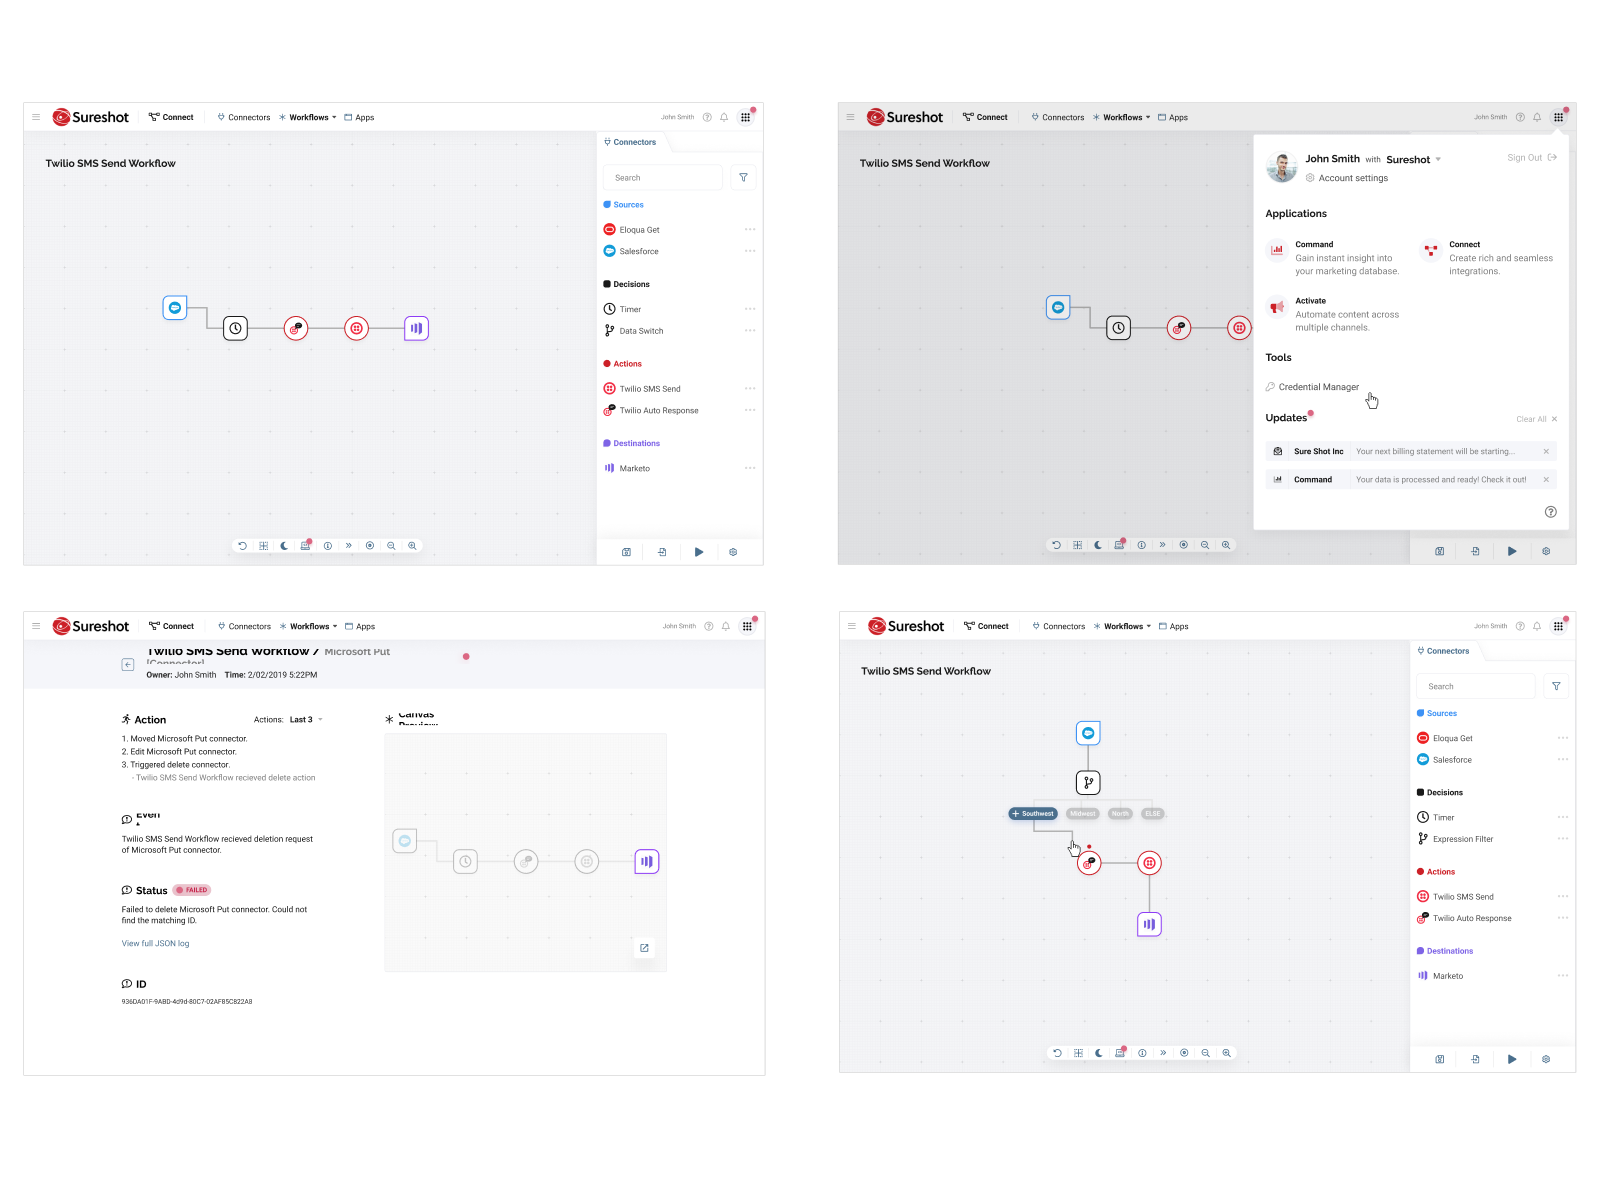 Sureshot
Connect
Connectors
Workflows
Apps
John Smith
Twilio SMS Send Workflow
Connectors
Search
Sources
Eloqua Get
Salesforce
Decisions
Timer
Data Switch
Actions
Twilio SMS Send
Twilio Auto Response
Destinations
Marketo
Sureshot
Connect
Connectors
Workflows
Apps
John Smith
Twilio SMS Send Workflow
John Smith with Sureshot
Sign Out
Account settings
Applications
Command
Gain instant insight into
your marketing database.
Connect
Create rich and seamless
integrations.
Activate
Automate content across
multiple channels.
Tools
Credential Manager
Updates
Clear All
Sure Shot Inc
Your next billing statement will be starting...
Command
Your data is processed and ready! Check it out!
Sureshot
Connect
Connectors
Workflows
Apps
John Smith
Twilio SMS Send Workflow / Microsoft Put
[Connector]
Owner: John Smith Time: 2/02/2019 5:22PM
Action
Actions: Last 3
1. Moved Microsoft Put connector.
2. Edit Microsoft Put connector.
3. Triggered delete connector.
- Twilio SMS Send Workflow recieved delete action
Even
Twilio SMS Send Workflow recieved deletion request
of Microsoft Put connector.
Status
FAILED
Failed to delete Microsoft Put connector. Could not
find the matching ID.
View full JSON log
ID
936DA01F-9ABD-4d9d-80C7-02AF85C822A8
Canvas
Preview
Sureshot
Connect
Connectors
Workflows
Apps
John Smith
Twilio SMS Send Workflow
+ Southwest
Midwest
North
ELSE
Connectors
Search
Sources
Eloqua Get
Salesforce
Decisions
Timer
Expression Filter
Actions
Twilio SMS Send
Twilio Auto Response
Destinations
Marketo